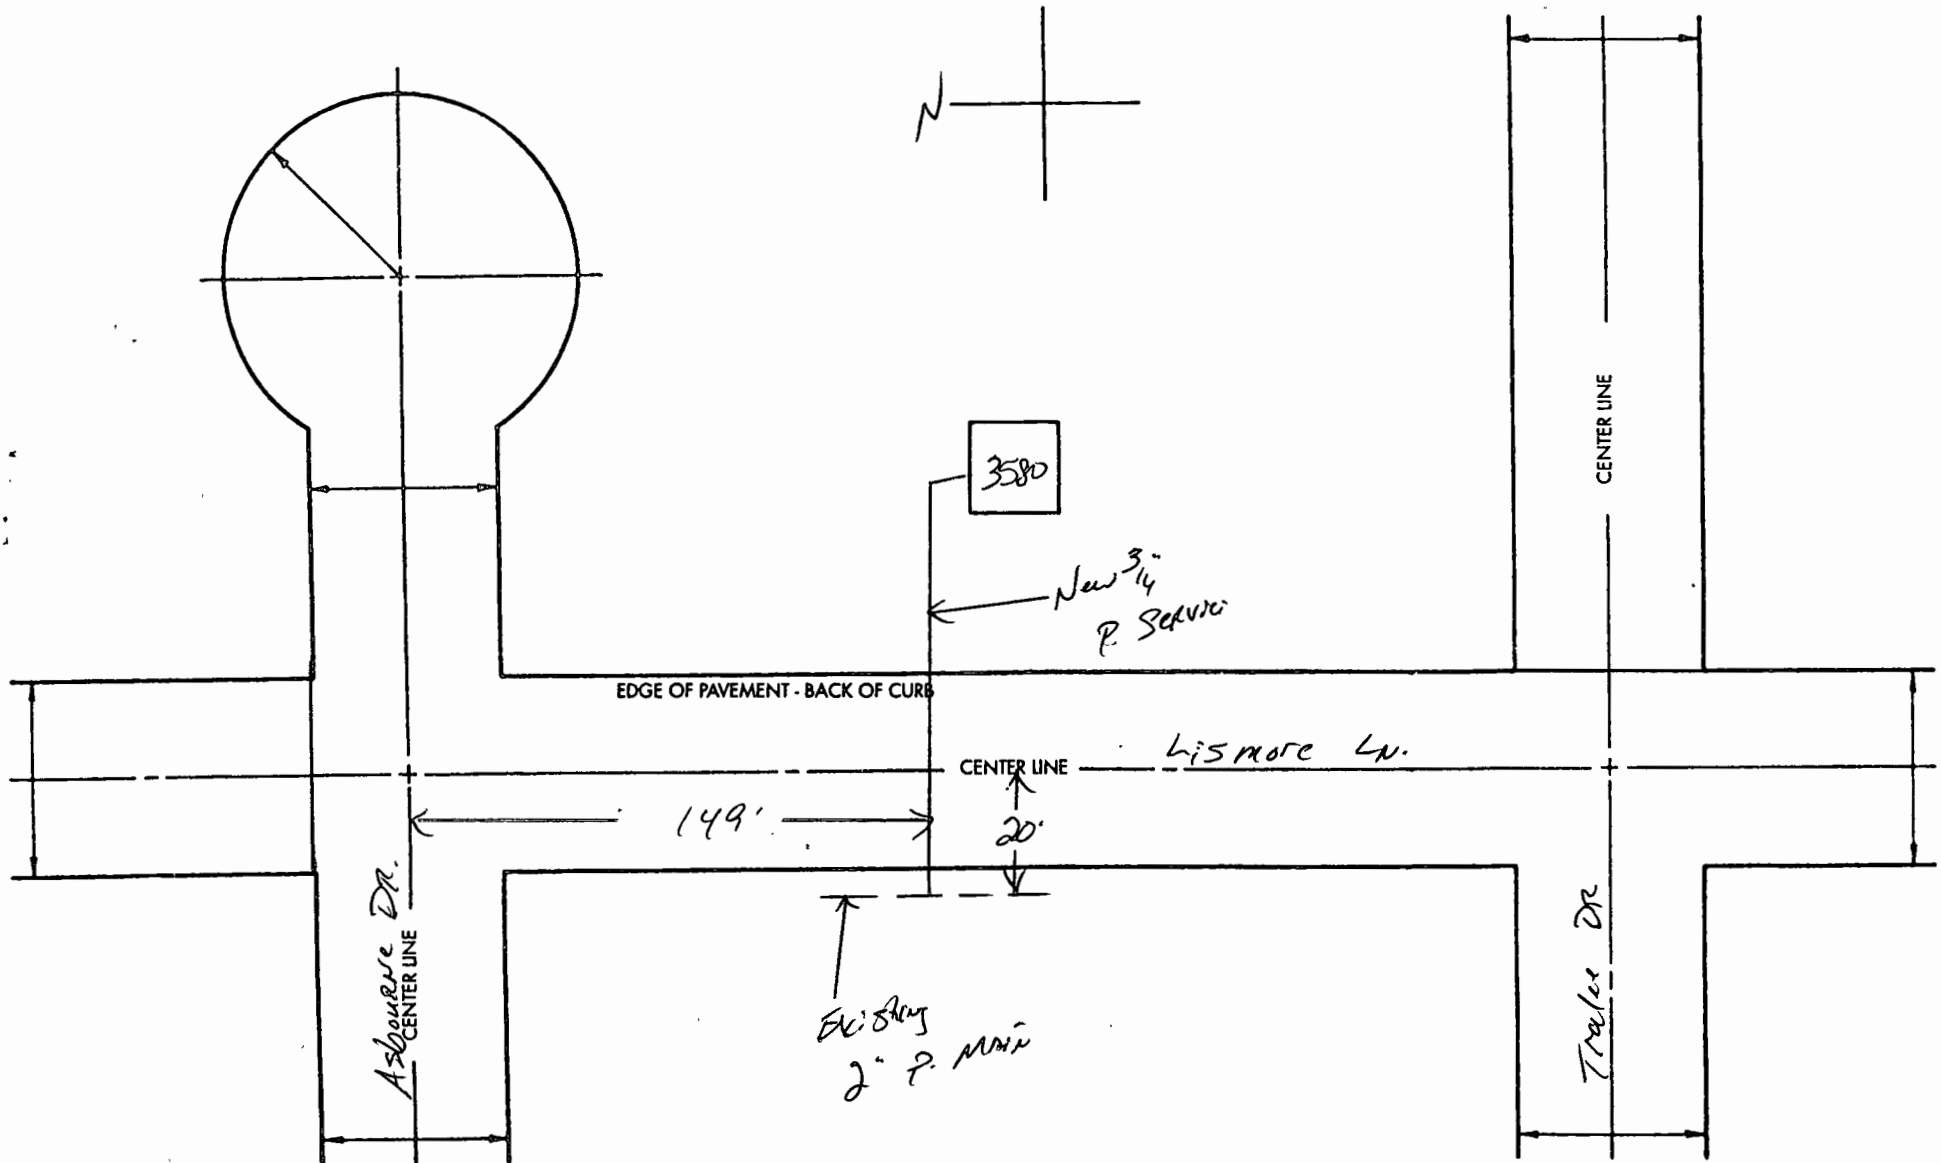 N
CENTER LINE
3580
New 3/4"
P. Service
EDGE OF PAVEMENT - BACK OF CURB
CENTER LINE
Lismore LN.
149'
20'
Asbourne DR.
CENTER LINE
Tralee DR
Existing
2" P. MAIN